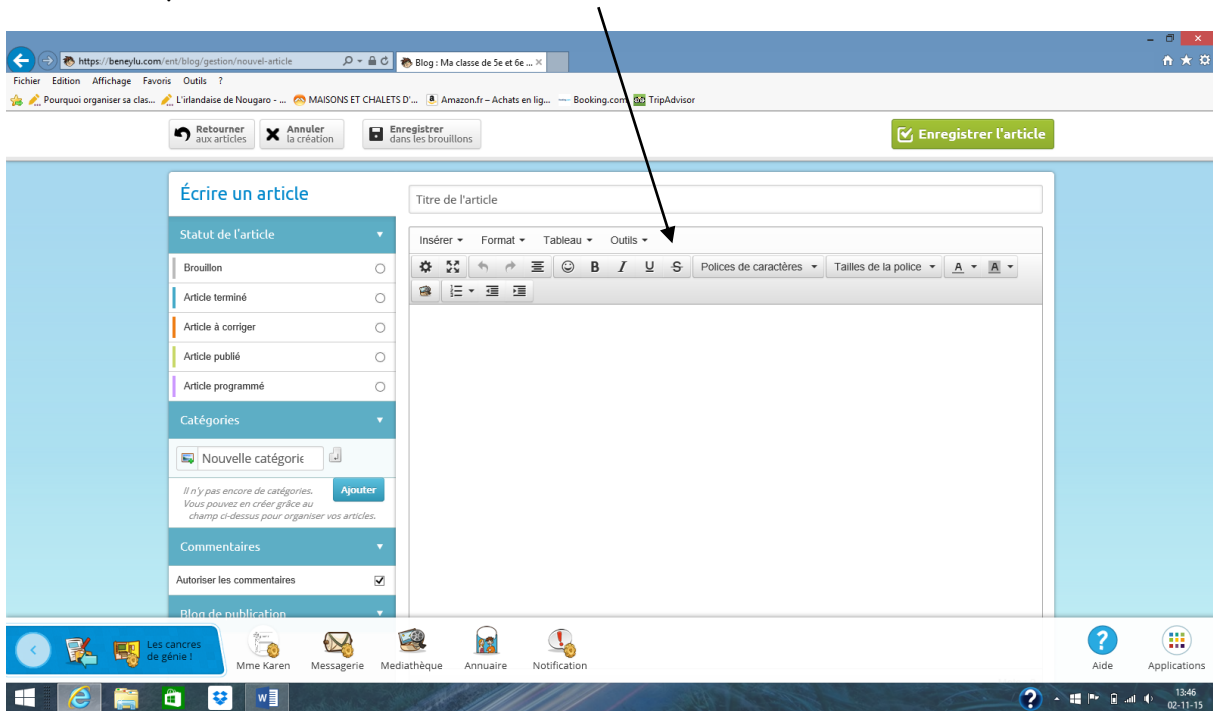 https://beneylu.com/ent/blog/gestion/nouvel-article
Blog : Ma classe de 5e et 6e ...
Fichier Edition Affichage Favoris Outils ?
Pourquoi organiser sa clas... L'irlandaise de Nougaro - ... MAISONS ET CHALETS D'... Amazon.fr – Achats en lig... Booking.com TripAdvisor
Retourner
aux articles
Annuler
la création
Enregistrer
dans les brouillons
Enregistrer l'article
Écrire un article
Titre de l'article
Statut de l'article
Insérer Format Tableau Outils
Brouillon
B I U S Polices de caractères Tailles de la police A A
Article terminé
Article à corriger
Article publié
Article programmé
Catégories
Nouvelle catégorie
Il n'y pas encore de catégories.
Vous pouvez en créer grâce au
champ ci-dessus pour organiser vos articles.
Ajouter
Commentaires
Autoriser les commentaires
Blog de publication
Les cancres
de génie !
Mme Karen Messagerie Mediathèque Annuaire Notification
Aide Applications
13:46
02-11-15